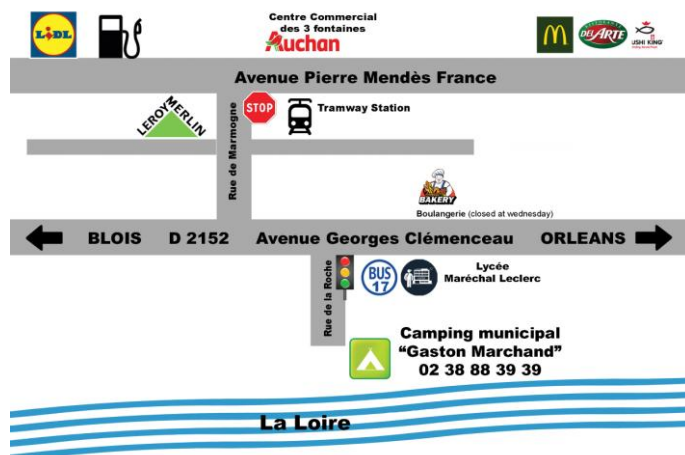 LiDL
Centre Commercial
des 3 fontaines
Auchan
M
RISTORANTE
DEL ARTE
USHI KING
Avenue Pierre Mendès France
LEROY MERLIN
Rue de Marmogne
STOP
Tramway Station
BAKERY
Boulangerie (closed at wednesday)
BLOIS D 2152 Avenue Georges Clémenceau ORLEANS
Rue de la Roche
BUS
17
Lycée
Maréchal Leclerc
Camping municipal
“Gaston Marchand”
02 38 88 39 39
La Loire